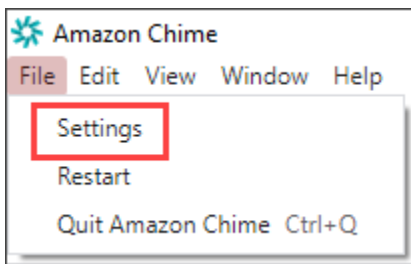 Amazon Chime
File Edit View Window Help
Settings
Restart
Quit Amazon Chime Ctrl+Q